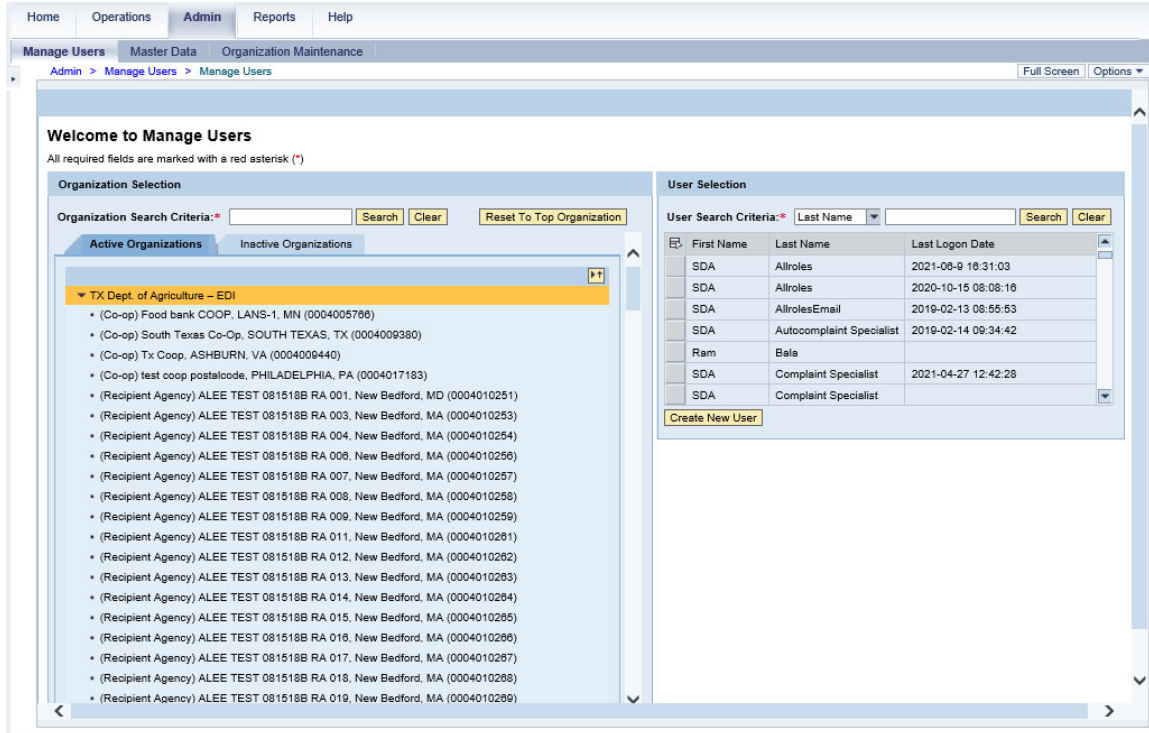 Home Operations Admin Reports Help
Manage Users Master Data Organization Maintenance
Admin > Manage Users > Manage Users
Full Screen Options
Welcome to Manage Users
All required fields are marked with a red asterisk (*)
Organization Selection
Organization Search Criteria:* Search Clear Reset To Top Organization
Active Organizations Inactive Organizations
TX Dept. of Agriculture – EDI
• (Co-op) Food bank COOP, LANS-1, MN (0004005766)
• (Co-op) South Texas Co-Op, SOUTH TEXAS, TX (0004009380)
• (Co-op) Tx Coop, ASHBURN, VA (0004009440)
• (Co-op) test coop postalcode, PHILADELPHIA, PA (0004017183)
• (Recipient Agency) ALEE TEST 081518B RA 001, New Bedford, MD (0004010251)
• (Recipient Agency) ALEE TEST 081518B RA 003, New Bedford, MA (0004010253)
• (Recipient Agency) ALEE TEST 081518B RA 004, New Bedford, MA (0004010254)
• (Recipient Agency) ALEE TEST 081518B RA 006, New Bedford, MA (0004010256)
• (Recipient Agency) ALEE TEST 081518B RA 007, New Bedford, MA (0004010257)
• (Recipient Agency) ALEE TEST 081518B RA 008, New Bedford, MA (0004010258)
• (Recipient Agency) ALEE TEST 081518B RA 009, New Bedford, MA (0004010259)
• (Recipient Agency) ALEE TEST 081518B RA 011, New Bedford, MA (0004010261)
• (Recipient Agency) ALEE TEST 081518B RA 012, New Bedford, MA (0004010262)
• (Recipient Agency) ALEE TEST 081518B RA 013, New Bedford, MA (0004010263)
• (Recipient Agency) ALEE TEST 081518B RA 014, New Bedford, MA (0004010264)
• (Recipient Agency) ALEE TEST 081518B RA 015, New Bedford, MA (0004010265)
• (Recipient Agency) ALEE TEST 081518B RA 016, New Bedford, MA (0004010266)
• (Recipient Agency) ALEE TEST 081518B RA 017, New Bedford, MA (0004010267)
• (Recipient Agency) ALEE TEST 081518B RA 018, New Bedford, MA (0004010268)
• (Recipient Agency) ALEE TEST 081518B RA 019, New Bedford, MA (0004010269)
User Selection
User Search Criteria:* Last Name Search Clear
First Name Last Name Last Logon Date
SDA Allroles 2021-06-9 16:31:03
SDA Allroles 2020-10-15 08:08:16
SDA AllrolesEmail 2019-02-13 08:55:53
SDA Autocomplaint Specialist 2019-02-14 09:34:42
Ram Bala
SDA Complaint Specialist 2021-04-27 12:42:28
SDA Complaint Specialist
Create New User